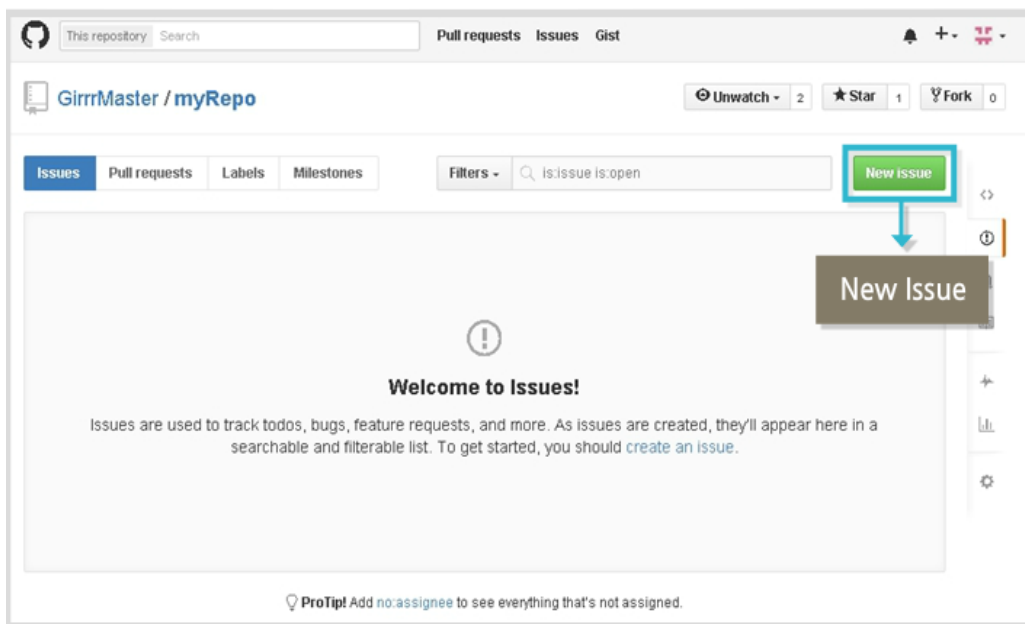 This repository Search Pull requests Issues Gist
GirrrMaster / myRepo Unwatch 2 Star 1 Fork 0
Issues Pull requests Labels Milestones Filters is:issue is:open New issue
New Issue
Welcome to Issues!
Issues are used to track todos, bugs, feature requests, and more. As issues are created, they'll appear here in a
searchable and filterable list. To get started, you should create an issue.
ProTip! Add no:assignee to see everything that's not assigned.